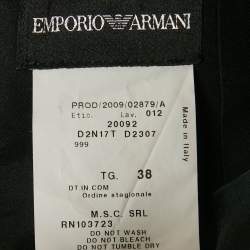 EMPORIO ARMANI
PROD/2009/02879/A
Etic. Lav. 012
20092
D2N17T D2307
999
Made in Italy
TG. 38
DT IN COM
Ordine stagionale
M.S.C. SRL
RN103723
DO NOT WASH
DO NOT BLEACH
DO NOT TUMBLE DRY